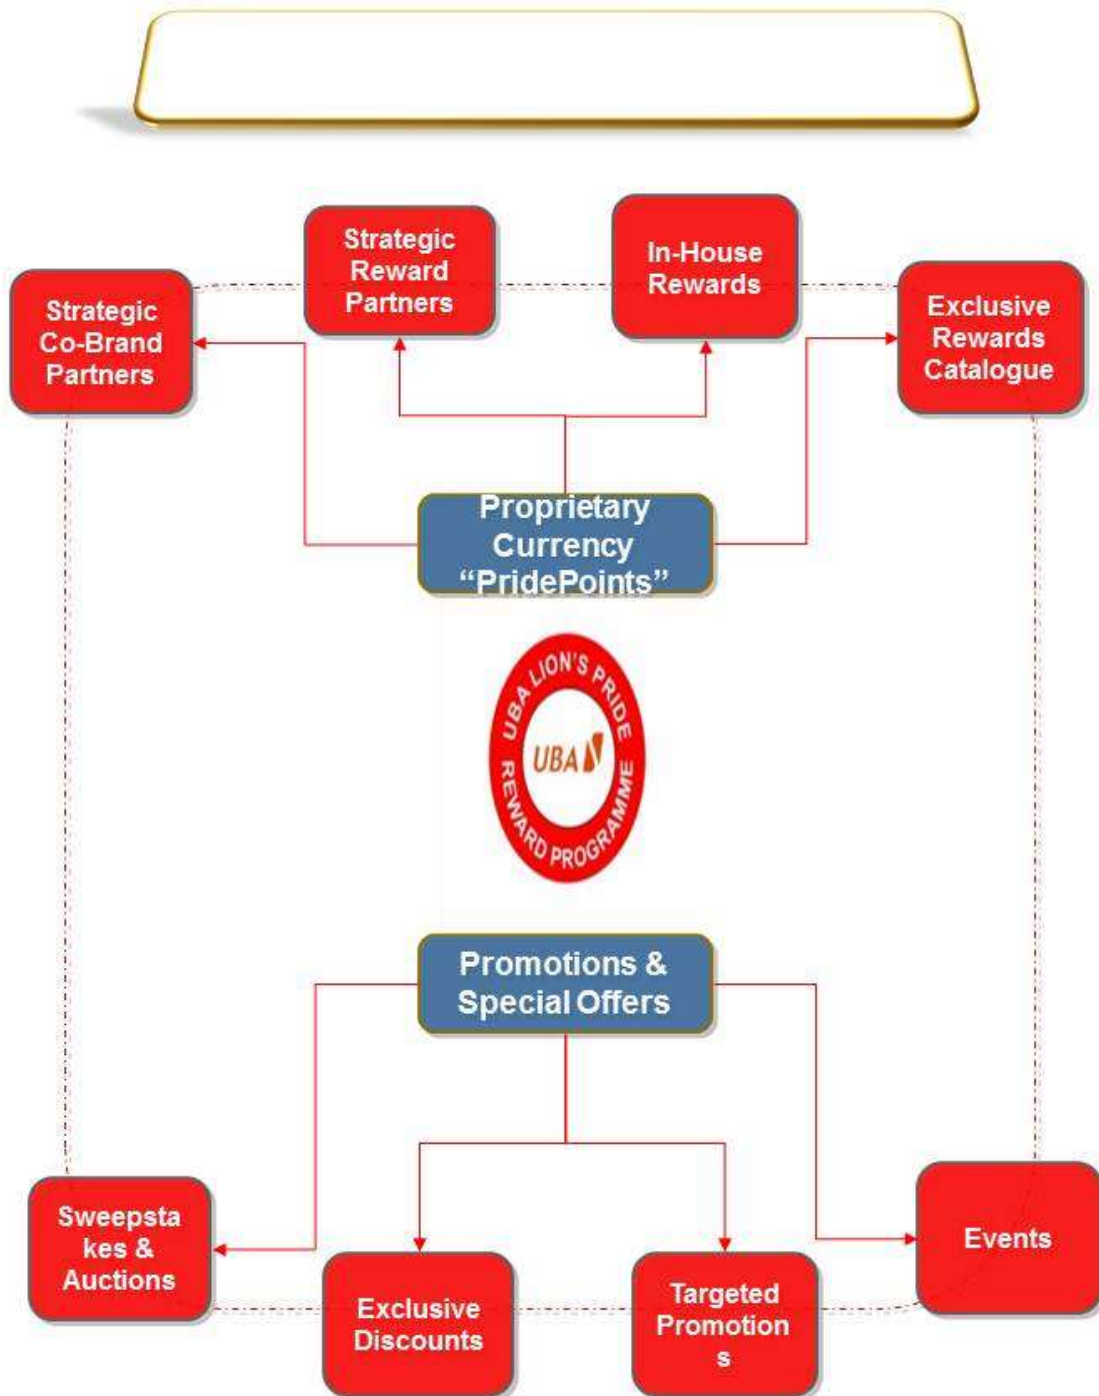 Strategic
Reward
Partners
In-House
Rewards
Strategic
Co-Brand
Partners
Exclusive
Rewards
Catalogue
Proprietary
Currency
“PridePoints”
UBA LION'S PRIDE
UBA
REWARD PROGRAMME
Promotions &
Special Offers
Sweepsta
kes &
Auctions
Exclusive
Discounts
Targeted
Promotion
s
Events